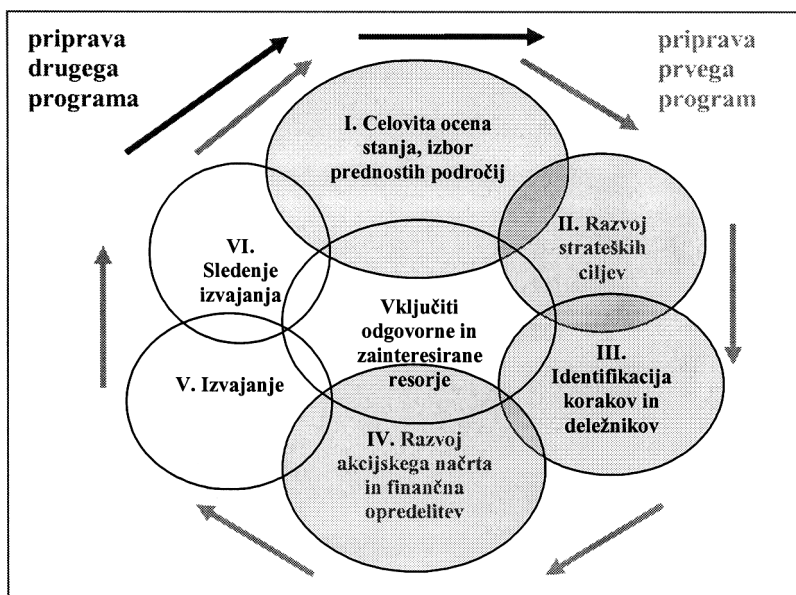 priprava
drugega
programa
priprava
prvega
program
I. Celovita ocena
stanja, izbor
prednostih področij
II. Razvoj
strateških
ciljev
III.
Identifikacija
korakov in
deležnikov
IV. Razvoj
akcijskega načrta
in finančna
opredelitev
V. Izvajanje
VI.
Sledenje
izvajanja
Vključiti
odgovorne in
zainteresirane
resorje